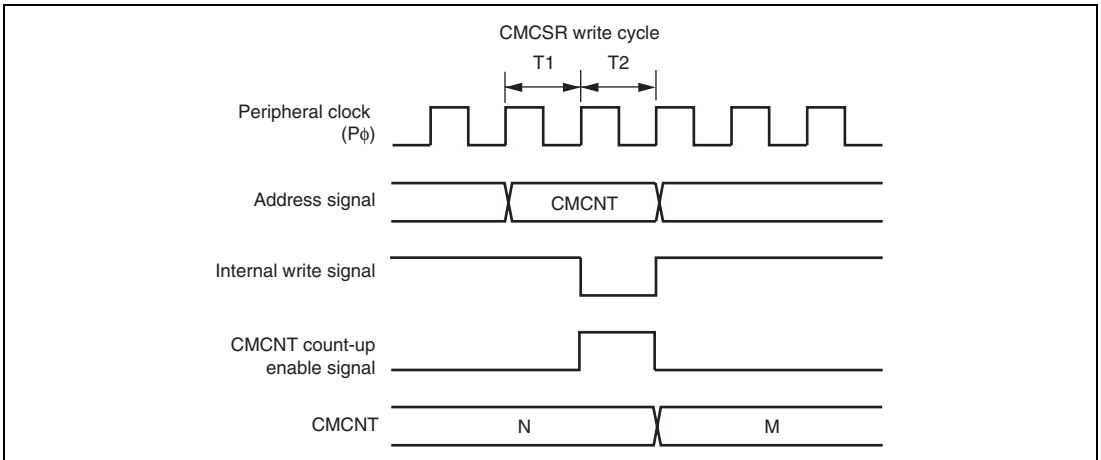 CMCSR write cycle
T1 T2
Peripheral clock
(Pϕ)
Address signal
CMCNT
Internal write signal
CMCNT count-up
enable signal
CMCNT
N
M